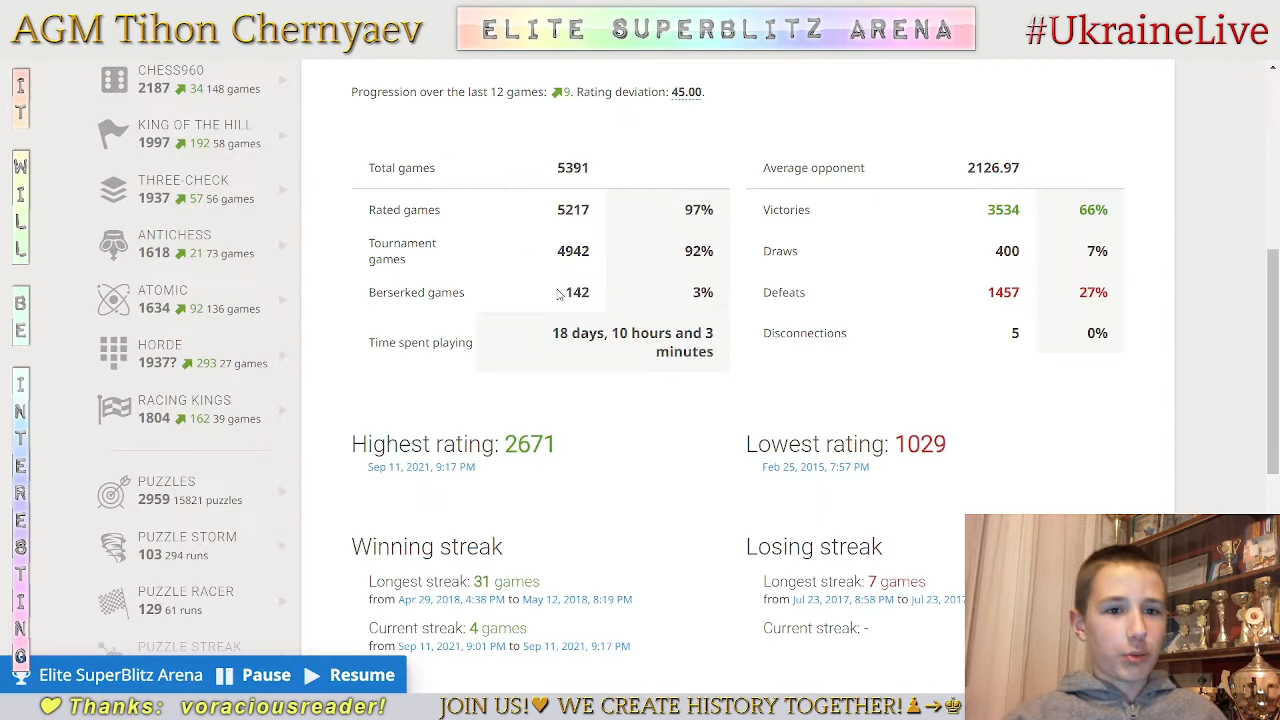 AGM Tihon Chernyaev
ELITE SUPERBLITZ ARENA
#UkraineLive
IT
WILL
BE
INTERESTING
CHESS960
2187 34 148 games
KING OF THE HILL
1997 192 58 games
THREE-CHECK
1937 57 56 games
ANTICHESS
1618 21 73 games
ATOMIC
1634 92 136 games
HORDE
1937? 293 27 games
RACING KINGS
1804 162 39 games
PUZZLES
2959 15821 puzzles
PUZZLE STORM
103 294 runs
PUZZLE RACER
129 61 runs
PUZZLE STREAK
Progression over the last 12 games: 9. Rating deviation: 45.00.
Total games 5391
Rated games 5217 97%
Tournament games 4942 92%
Berserked games 142 3%
Time spent playing 18 days, 10 hours and 3 minutes
Average opponent 2126.97
Victories 3534 66%
Draws 400 7%
Defeats 1457 27%
Disconnections 5 0%
Highest rating: 2671
Sep 11, 2021, 9:17 PM
Lowest rating: 1029
Feb 25, 2015, 7:57 PM
Winning streak
Longest streak: 31 games
from Apr 29, 2018, 4:38 PM to May 12, 2018, 8:19 PM
Current streak: 4 games
from Sep 11, 2021, 9:01 PM to Sep 11, 2021, 9:17 PM
Losing streak
Longest streak: 7 games
from Jul 23, 2017, 8:58 PM to Jul 23, 2017
Current streak: -
Elite SuperBlitz Arena Pause Resume
Thanks: voraciousreader!
JOIN US! WE CREATE HISTORY TOGETHER!